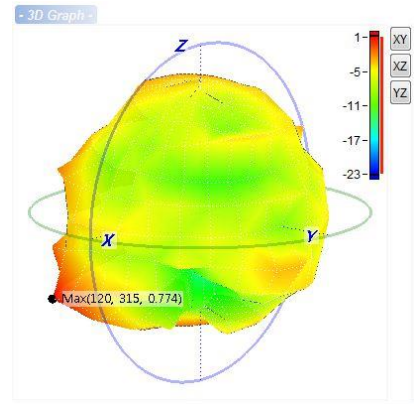 - 3D Graph -
Z
1
-5
-11
-17
-23
XY
XZ
YZ
X
Y
Max(120, 315, 0.774)